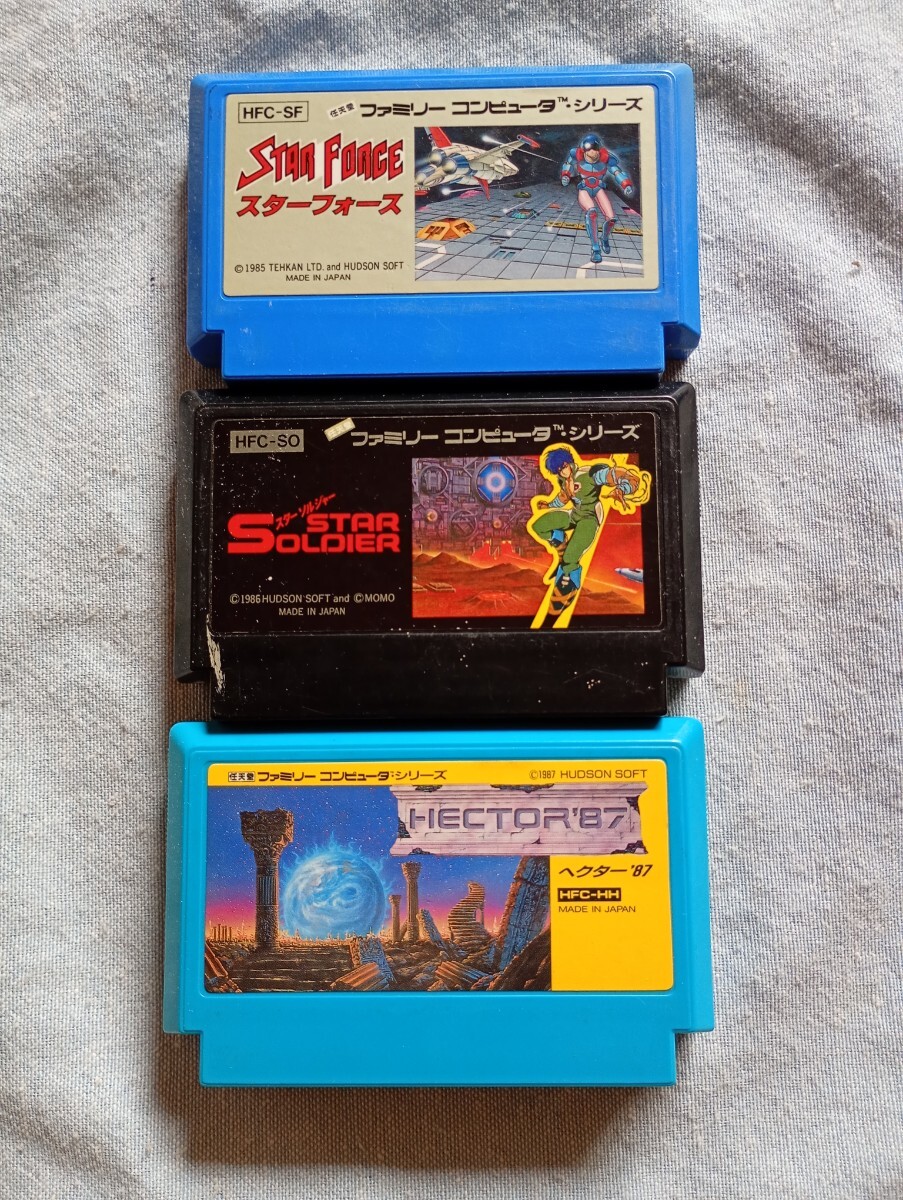 HFC-SF
任天堂 ファミリー コンピュータ™・シリーズ
STAR FORCE
スターフォース
©1985 TEHKAN LTD. and HUDSON SOFT
MADE IN JAPAN
HFC-SO
任天堂 ファミリー コンピュータ™・シリーズ
スターソルジャー
STAR
SOLDIER
©1986 HUDSON SOFT and ©MOMO
MADE IN JAPAN
任天堂 ファミリー コンピュータ・シリーズ
©1987 HUDSON SOFT
HECTOR'87
ヘクター'87
HFC-HH
MADE IN JAPAN